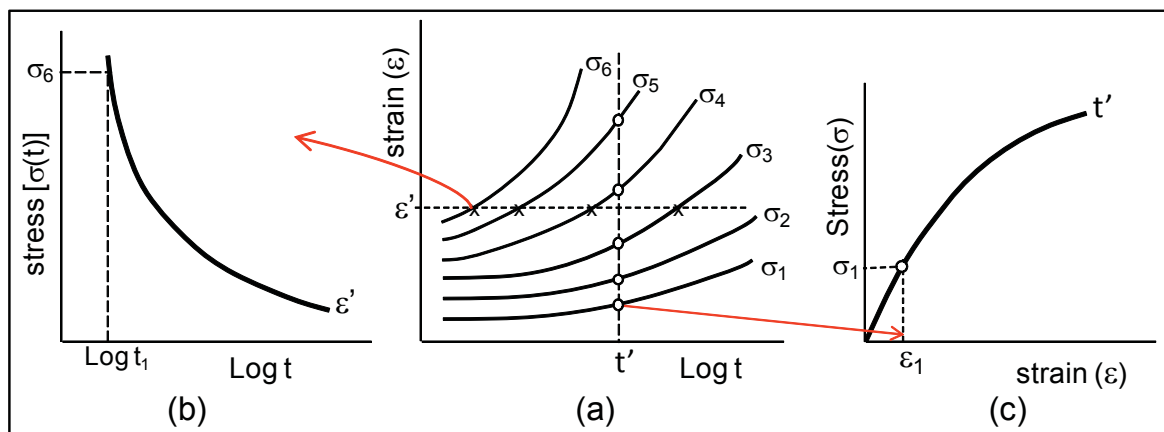 stress [σ(t)]
σ6
ε'
Log t1
Log t
(b)
strain (ε)
σ6
σ5
σ4
σ3
σ2
σ1
ε'
t'
Log t
(a)
Stress(σ)
t'
σ1
ε1
strain (ε)
(c)